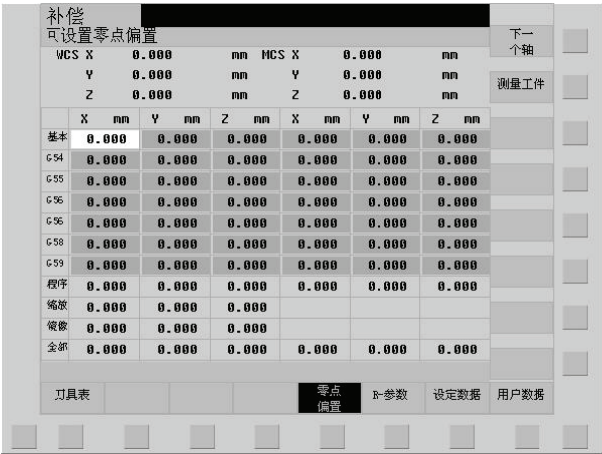 补偿
可设置零点偏置
下一
个轴
WCS X 0.000 mm MCS X 0.000 mm
Y 0.000 mm Y 0.000 mm
Z 0.000 mm Z 0.000 mm
测量工件
X mm Y mm Z mm X mm Y mm Z mm
基本 0.000 0.000 0.000 0.000 0.000 0.000
G54 0.000 0.000 0.000 0.000 0.000 0.000
G55 0.000 0.000 0.000 0.000 0.000 0.000
G56 0.000 0.000 0.000 0.000 0.000 0.000
G56 0.000 0.000 0.000 0.000 0.000 0.000
G58 0.000 0.000 0.000 0.000 0.000 0.000
G59 0.000 0.000 0.000 0.000 0.000 0.000
程序 0.000 0.000 0.000 0.000 0.000 0.000
缩放 0.000 0.000 0.000
镜像 0.000 0.000 0.000
全部 0.000 0.000 0.000 0.000 0.000 0.000
刀具表 零点 R-参数 设定数据 用户数据
偏置